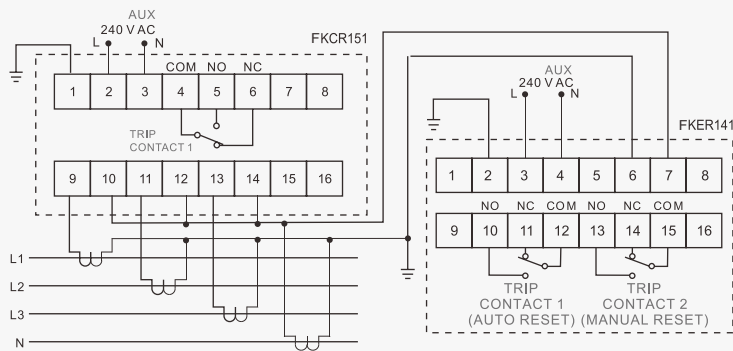 AUX
240 V AC
L N
FKCR151
COM NO NC
1 2 3 4 5 6 7 8
TRIP
CONTACT 1
9 10 11 12 13 14 15 16
L1
L2
L3
N
AUX
240 V AC
L N
FKER141
1 2 3 4 5 6 7 8
NO NC COM NO NC COM
9 10 11 12 13 14 15 16
TRIP
CONTACT 1
(AUTO RESET)
TRIP
CONTACT 2
(MANUAL RESET)